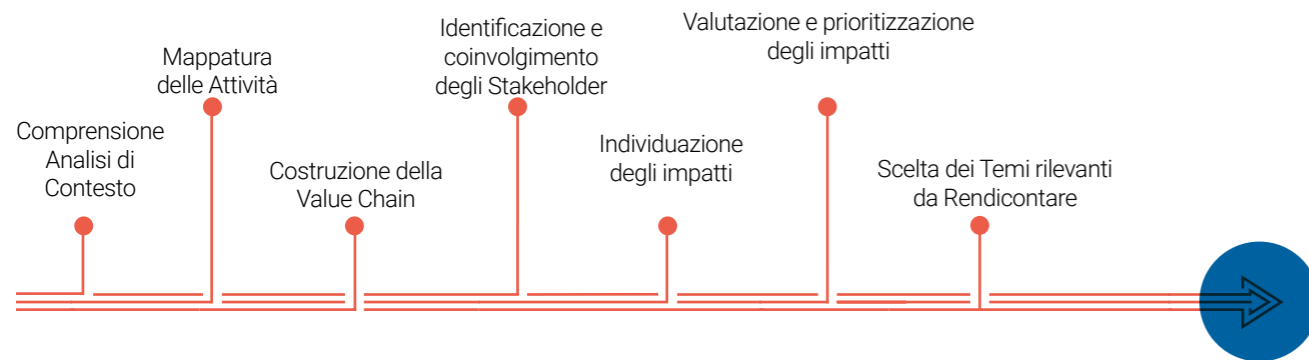 Comprensione
Analisi di
Contesto
Mappatura
delle Attività
Costruzione della
Value Chain
Identificazione e
coinvolgimento
degli Stakeholder
Individuazione
degli impatti
Valutazione e prioritizzazione
degli impatti
Scelta dei Temi rilevanti
da Rendicontare